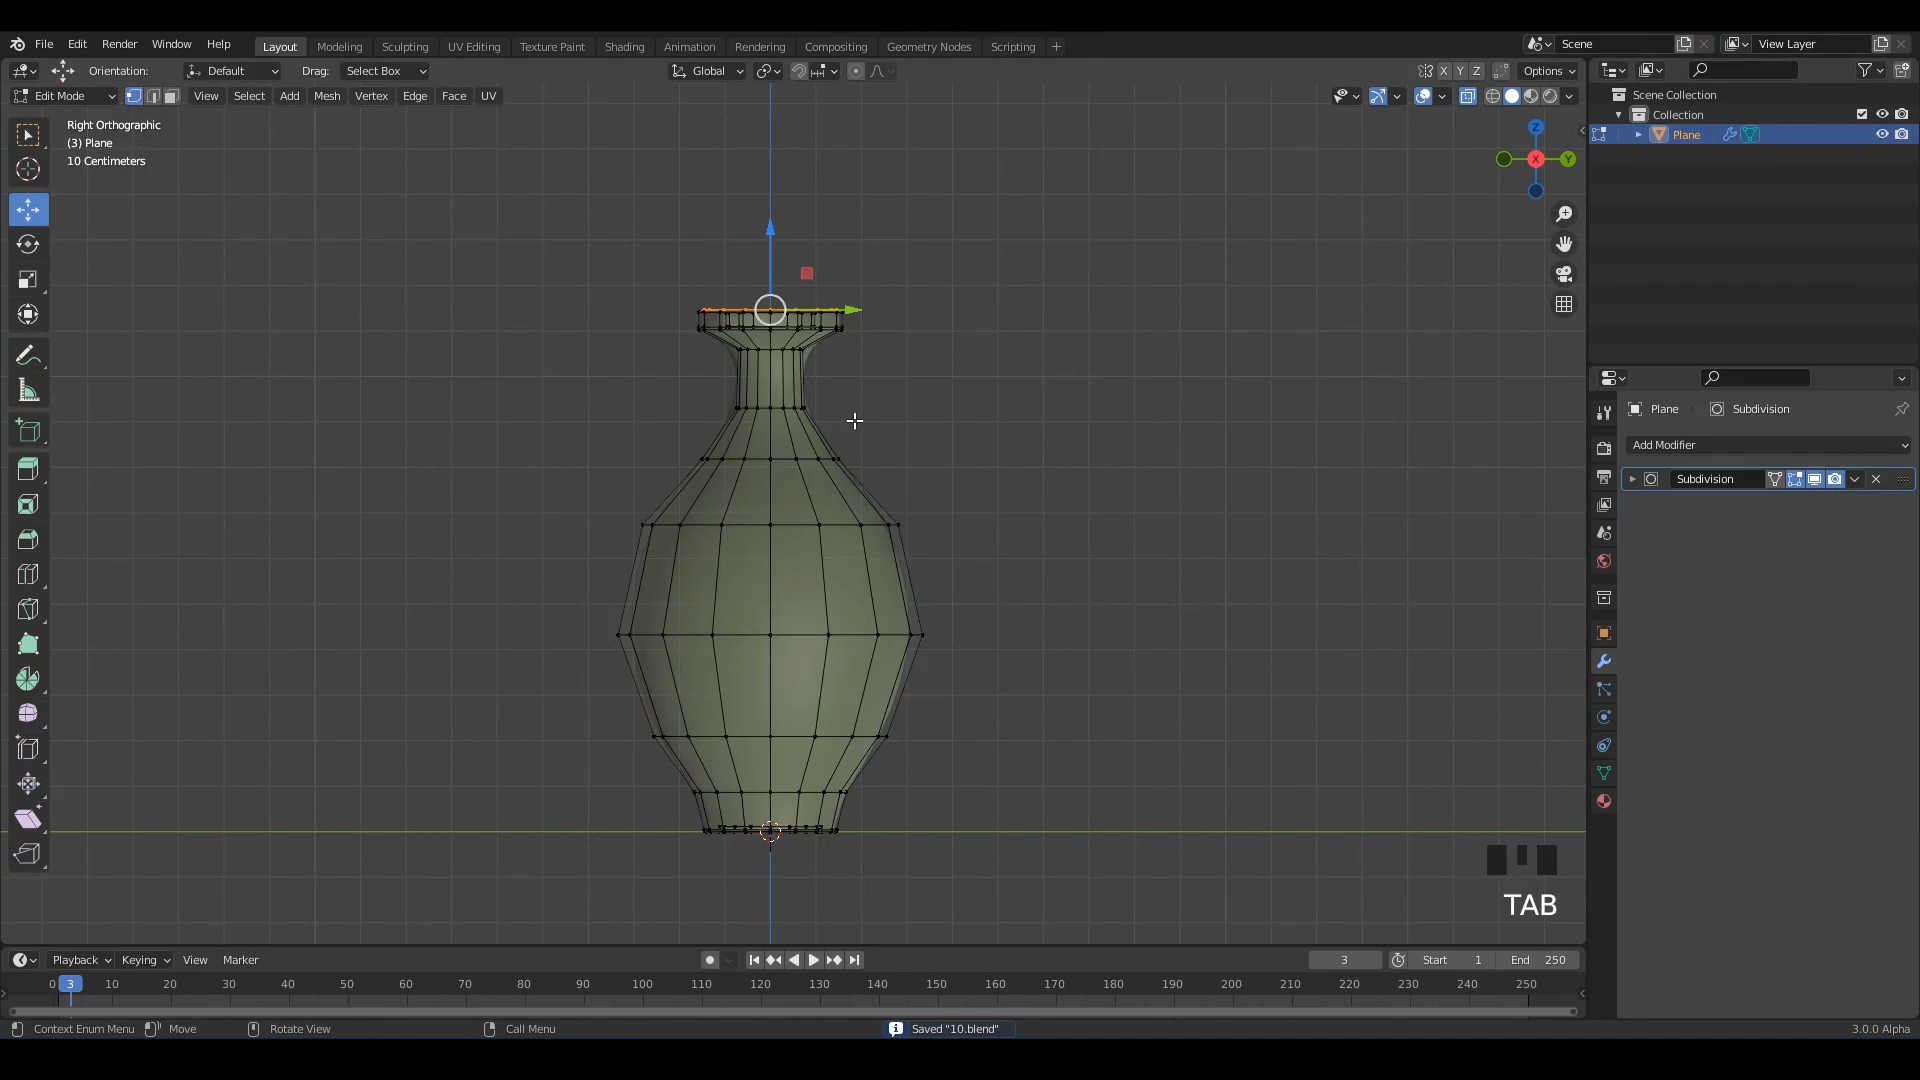 File Edit Render Window Help Layout Modeling Sculpting UV Editing Texture Paint Shading Animation Rendering Compositing Geometry Nodes Scripting + Scene View Layer
Orientation: Default Drag: Select Box Global X Y Z Options
Edit Mode View Select Add Mesh Vertex Edge Face UV
Right Orthographic
(3) Plane
10 Centimeters
Z
X
Y
Scene Collection
Collection
Plane
Plane Subdivision
Add Modifier
Subdivision
TAB
Playback Keying View Marker 3 Start 1 End 250
0 3 10 20 30 40 50 60 70 80 90 100 110 120 130 140 150 160 170 180 190 200 210 220 230 240 250
Context Enum Menu Move Rotate View Call Menu Saved "10.blend" 3.0.0 Alpha